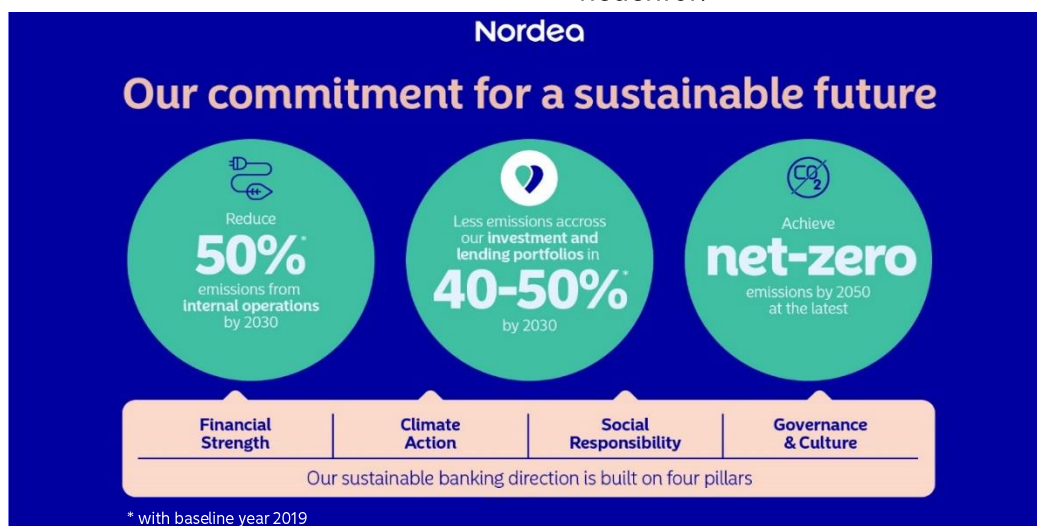 Nordea
Our commitment for a sustainable future
Reduce
50%*
emissions from
internal operations
by 2030
Less emissions accross
our investment and
lending portfolios in
40-50%*
by 2030
CO2
Achieve
net-zero
emissions by 2050
at the latest
Financial
Strength
Climate
Action
Social
Responsibility
Governance
& Culture
Our sustainable banking direction is built on four pillars
* with baseline year 2019